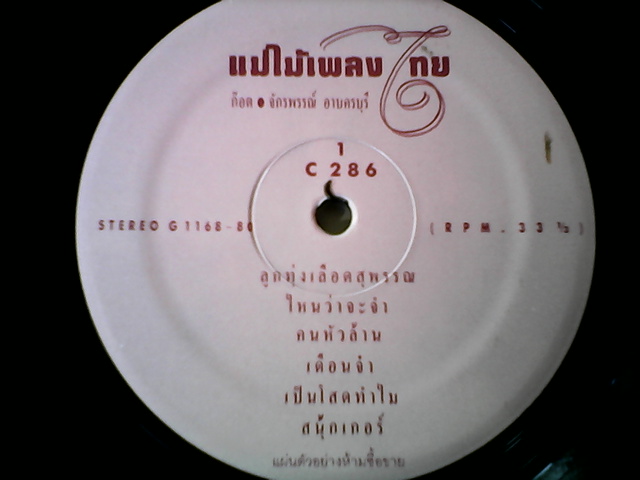 แม่ไม้เพลงไทย
ก๊อต ● จักรพรรณ์ อาบครบุรี
1
C 286
STEREO G 1168-80
( RPM. 33 ⅓ )
ลูกทุ่งเลือดสุพรรณ
ไหนว่าจะจำ
คนหัวล้าน
เดือนจำ
เป็นโสดทำไม
สนุ๊กเกอร์
แผ่นตัวอย่างห้ามซื้อขาย